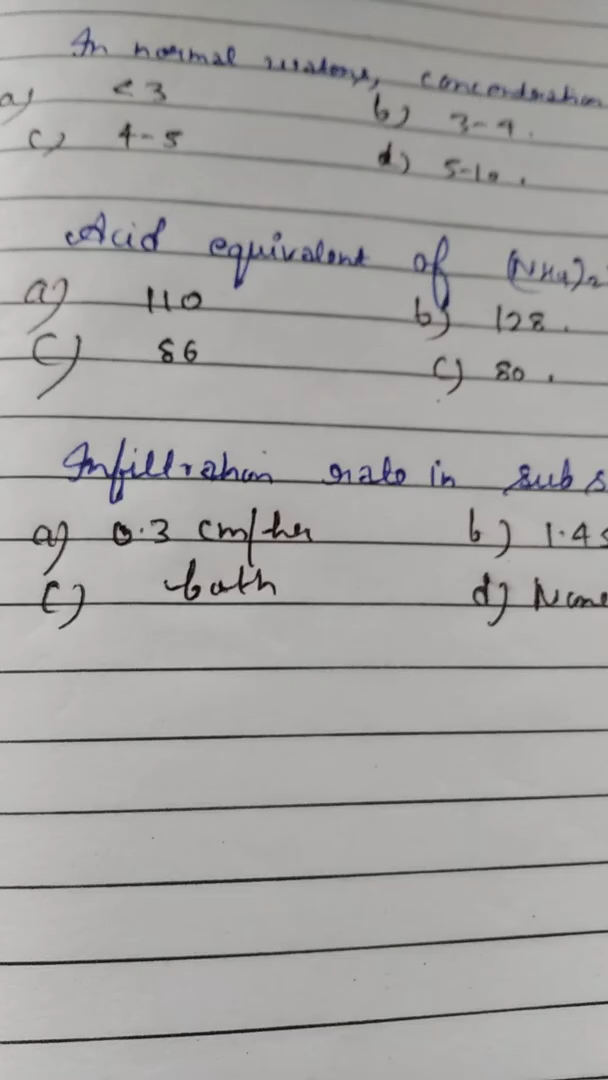 In normal waters, concentration
a) < 3 b) 3-4.
c) 4-5 d) 5-10.
Acid equivalent of (NH4)2
a) 110 b) 128.
c) 86 c) 80.
Infiltration rate in sub s
a) 0.3 cm/hr b) 1.4
c) both d) None